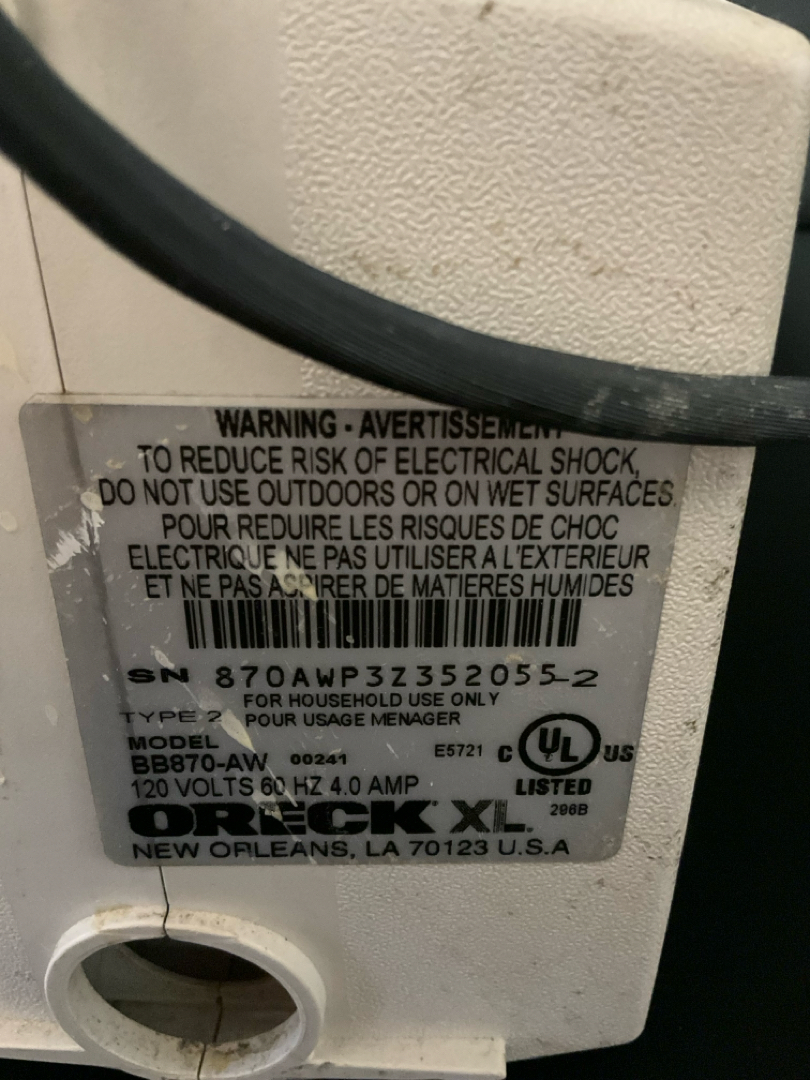 WARNING - AVERTISSEMENT
TO REDUCE RISK OF ELECTRICAL SHOCK,
DO NOT USE OUTDOORS OR ON WET SURFACES.
POUR REDUIRE LES RISQUES DE CHOC
ELECTRIQUE NE PAS UTILISER A L'EXTERIEUR
ET NE PAS ASPIRER DE MATIERES HUMIDES
SN 870AWP3Z352055-2
FOR HOUSEHOLD USE ONLY
TYPE 2 POUR USAGE MENAGER
MODEL
BB870-AW 00241 E5721 C UL US
120 VOLTS 60 HZ 4.0 AMP LISTED
ORECK XL. 296B
NEW ORLEANS, LA 70123 U.S.A